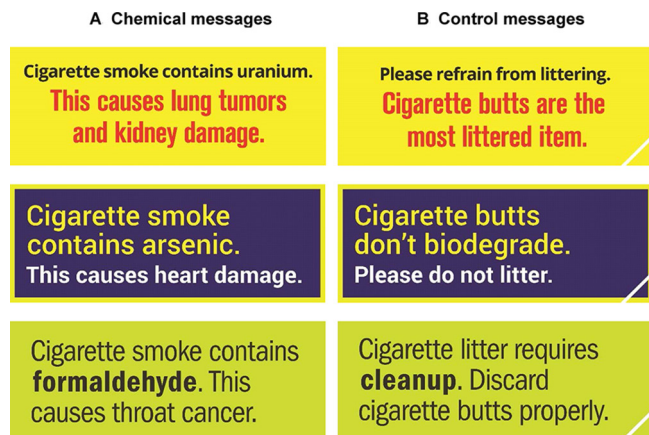 A Chemical messages
Cigarette smoke contains uranium.
This causes lung tumors
and kidney damage.
Cigarette smoke
contains arsenic.
This causes heart damage.
Cigarette smoke contains
formaldehyde. This
causes throat cancer.
B Control messages
Please refrain from littering.
Cigarette butts are the
most littered item.
Cigarette butts
don’t biodegrade.
Please do not litter.
Cigarette litter requires
cleanup. Discard
cigarette butts properly.